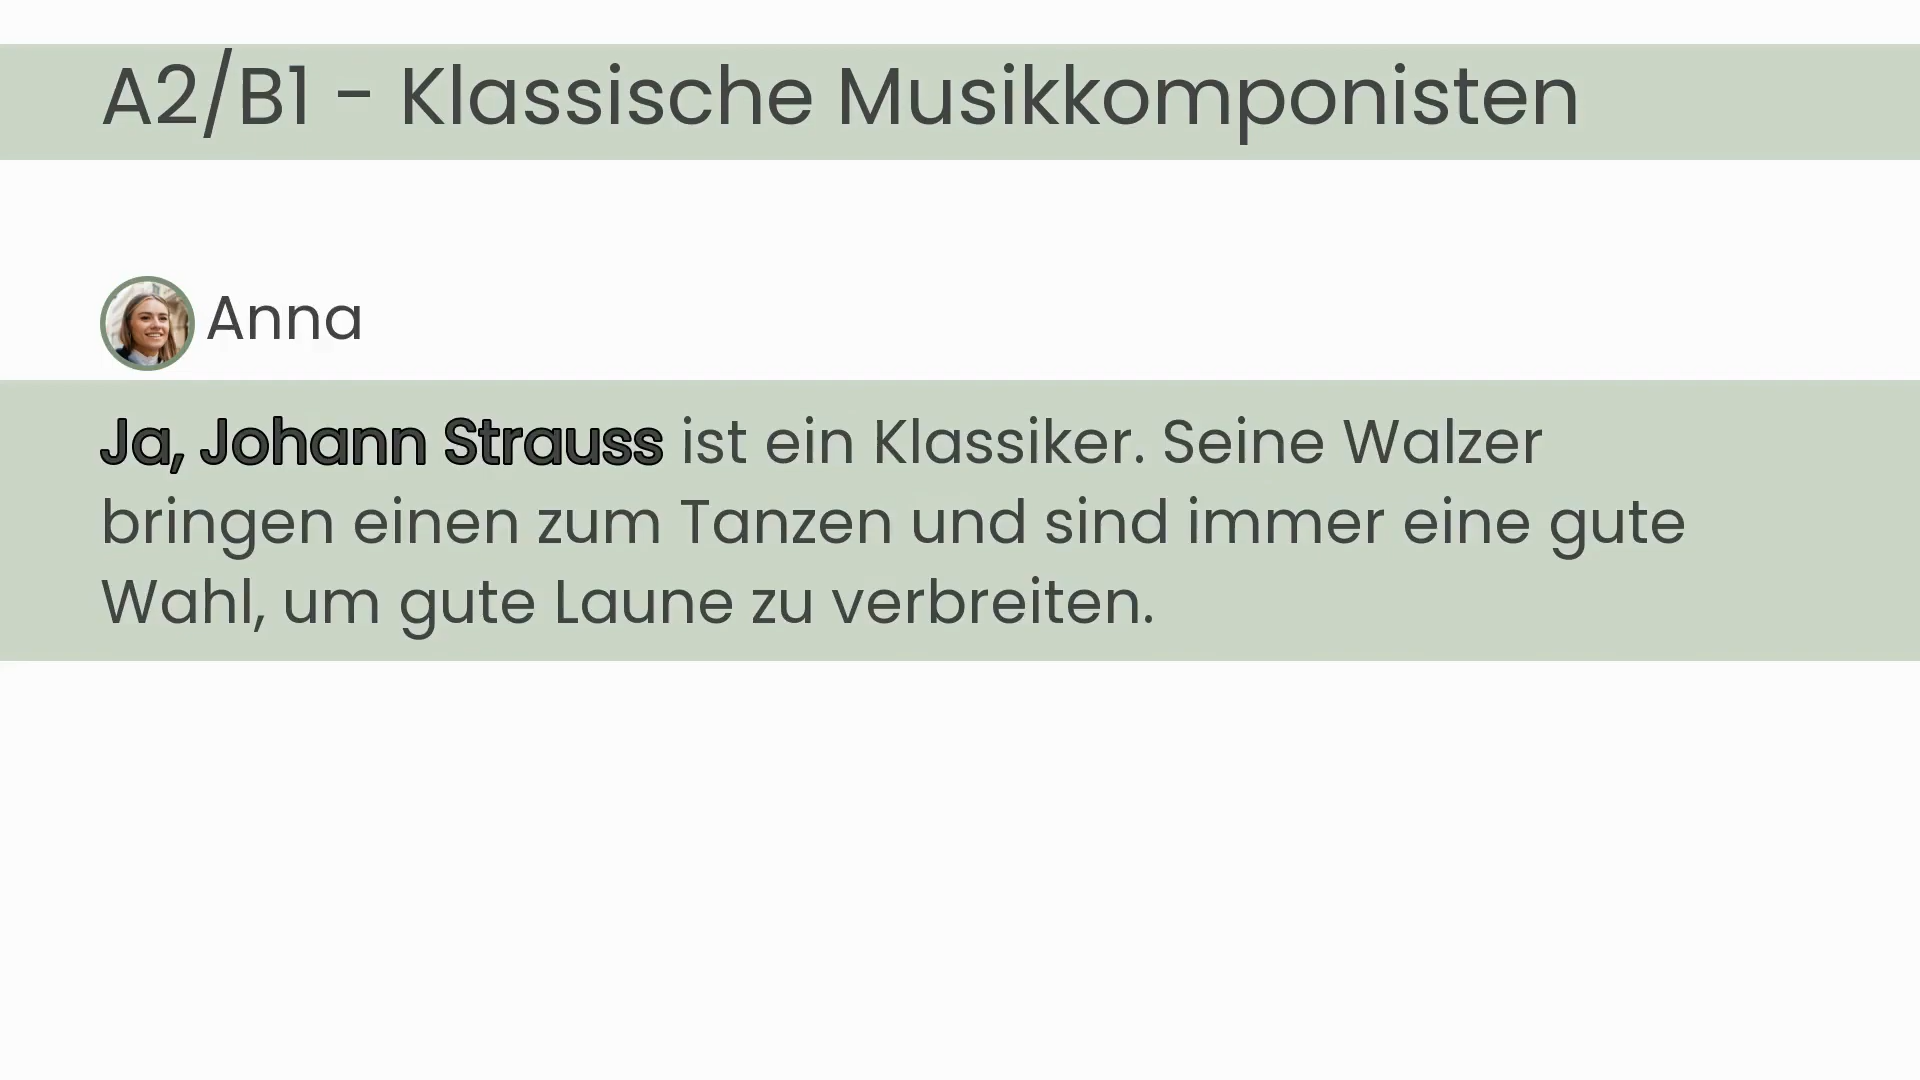 A2/B1 - Klassische Musikkomponisten
Anna
Ja, Johann Strauss ist ein Klassiker. Seine Walzer
bringen einen zum Tanzen und sind immer eine gute
Wahl, um gute Laune zu verbreiten.